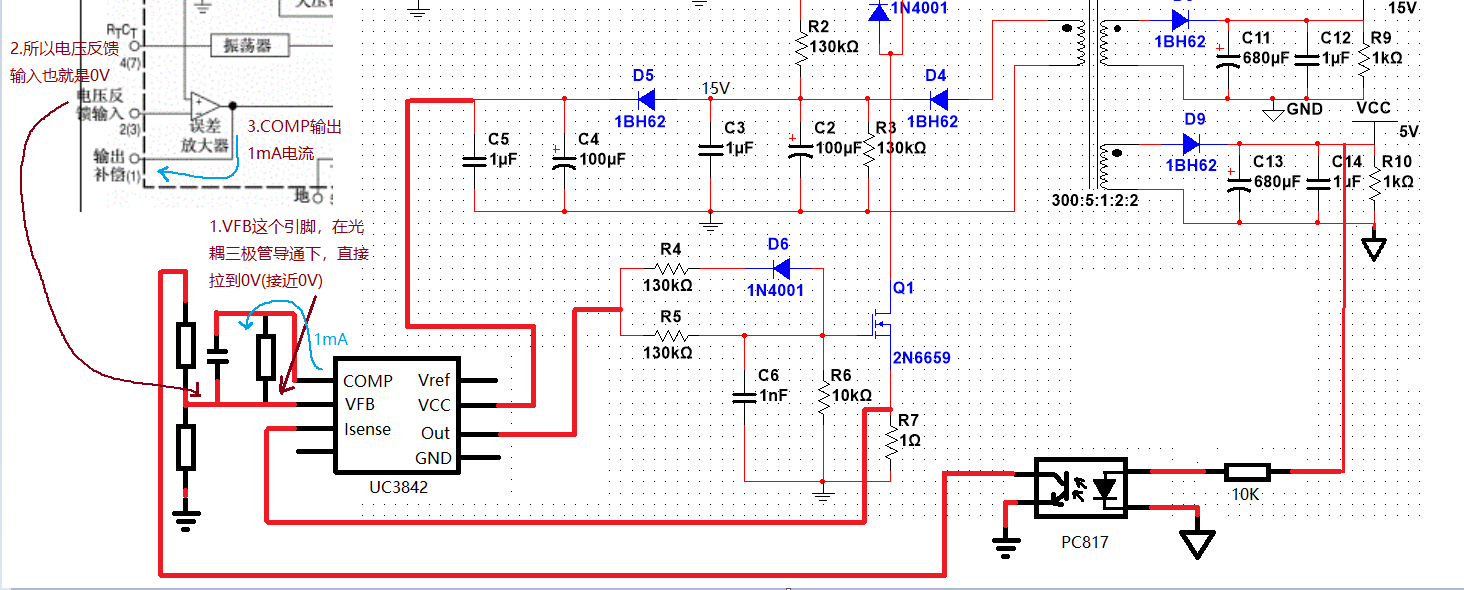 大压锁
1N4001
15V
R_TC_T
振荡器
4(7)
2.所以电压反馈
输入也就是0V
电压反
馈输入
2(3)
误差
放大器
3.COMP输出
1mA电流
输出
补偿(1)
地
R2
130kΩ
D5
1BH62
15V
D4
1BH62
C5
1μF
C4
100μF
C3
1μF
C2
100μF
R3
130kΩ
1BH62
C11
680μF
C12
1μF
R9
1kΩ
GND
VCC
5V
D9
1BH62
C13
680μF
C14
1μF
R10
1kΩ
300:5:1:2:2
1.VFB这个引脚，在光
耦三极管导通下，直接
拉到0V(接近0V)
R4
130kΩ
D6
1N4001
R5
130kΩ
Q1
2N6659
1mA
COMP
VFB
Isense
Vref
VCC
Out
GND
UC3842
C6
1nF
R6
10kΩ
R7
1Ω
10K
PC817